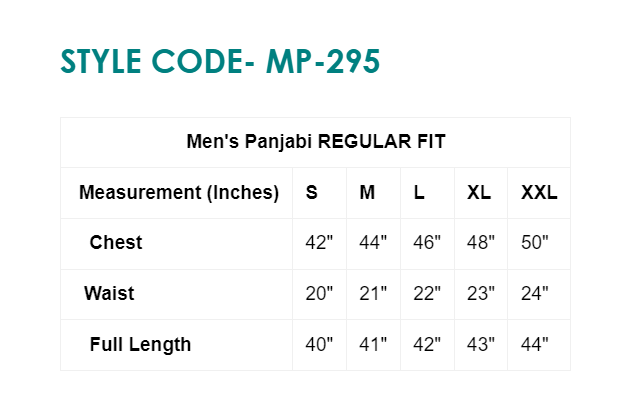 STYLE CODE- MP-295
Men's Panjabi REGULAR FIT
Measurement (Inches) S M L XL XXL
Chest 42" 44" 46" 48" 50"
Waist 20" 21" 22" 23" 24"
Full Length 40" 41" 42" 43" 44"